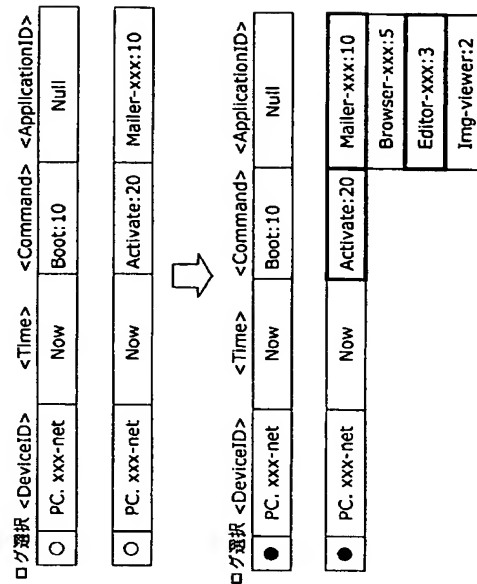 ログ選択 <DeviceID> <Time> <Command> <ApplicationID>
○ PC. xxx-net Now Boot:10 Null
○ PC. xxx-net Now Activate:20 Mailer-xxx:10
ログ選択 <DeviceID> <Time> <Command> <ApplicationID>
● PC. xxx-net Now Boot:10 Null
● PC. xxx-net Now Activate:20 Mailer-xxx:10
Browser-xxx:5
Editor-xxx:3
Img-viewer:2